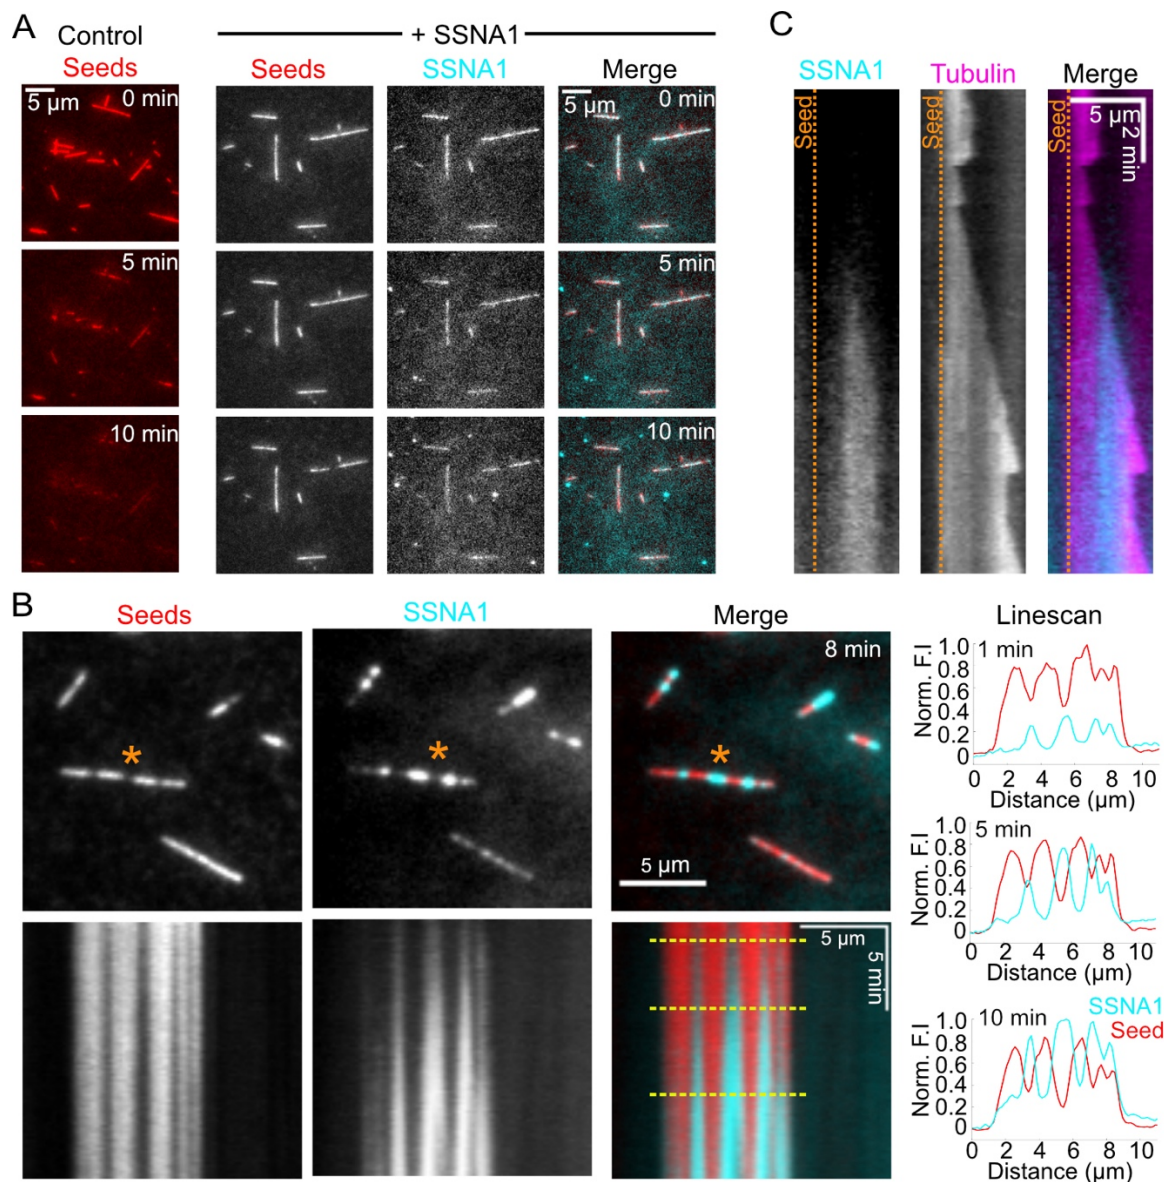 A
Control
Seeds
+ SSNA1
Seeds
SSNA1
Merge
5 µm
0 min
5 µm
0 min
5 min
5 min
10 min
10 min
C
SSNA1
Tubulin
Merge
Seed
Seed
Seed
5 µm
2 min
B
Seeds
SSNA1
Merge
Linescan
8 min
*
*
*
5 µm
5 µm
5 min
Norm. F.I
1.0
0.8
0.6
0.4
0.2
0
1 min
0
2
4
6
8
10
Distance (µm)
Norm. F.I
1.0
0.8
0.6
0.4
0.2
0
5 min
0
2
4
6
8
10
Distance (µm)
Norm. F.I
1.0
0.8
0.6
0.4
0.2
0
10 min
SSNA1
Seed
0
2
4
6
8
10
Distance (µm)